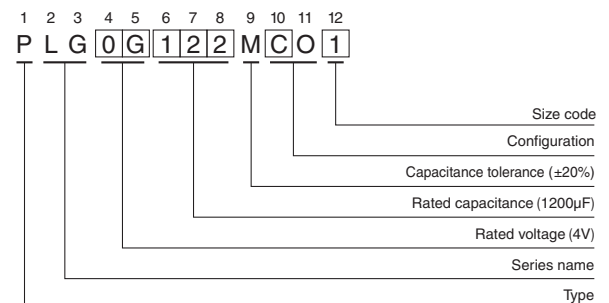 1 2 3 4 5 6 7 8 9 10 11 12
P L G 0 G 1 2 2 M C O 1
Size code
Configuration
Capacitance tolerance (±20%)
Rated capacitance (1200µF)
Rated voltage (4V)
Series name
Type